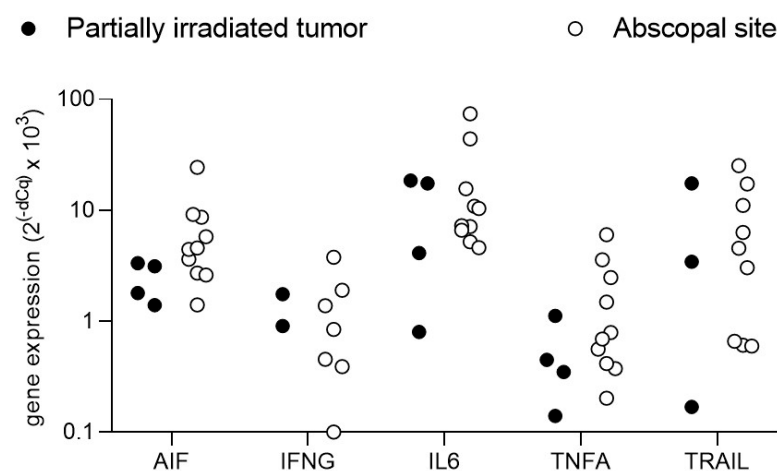 Partially irradiated tumor
Abscopal site
gene expression (2^(-dCq) x 10^3)
100
10
1
0.1
AIF IFNG IL6 TNFA TRAIL